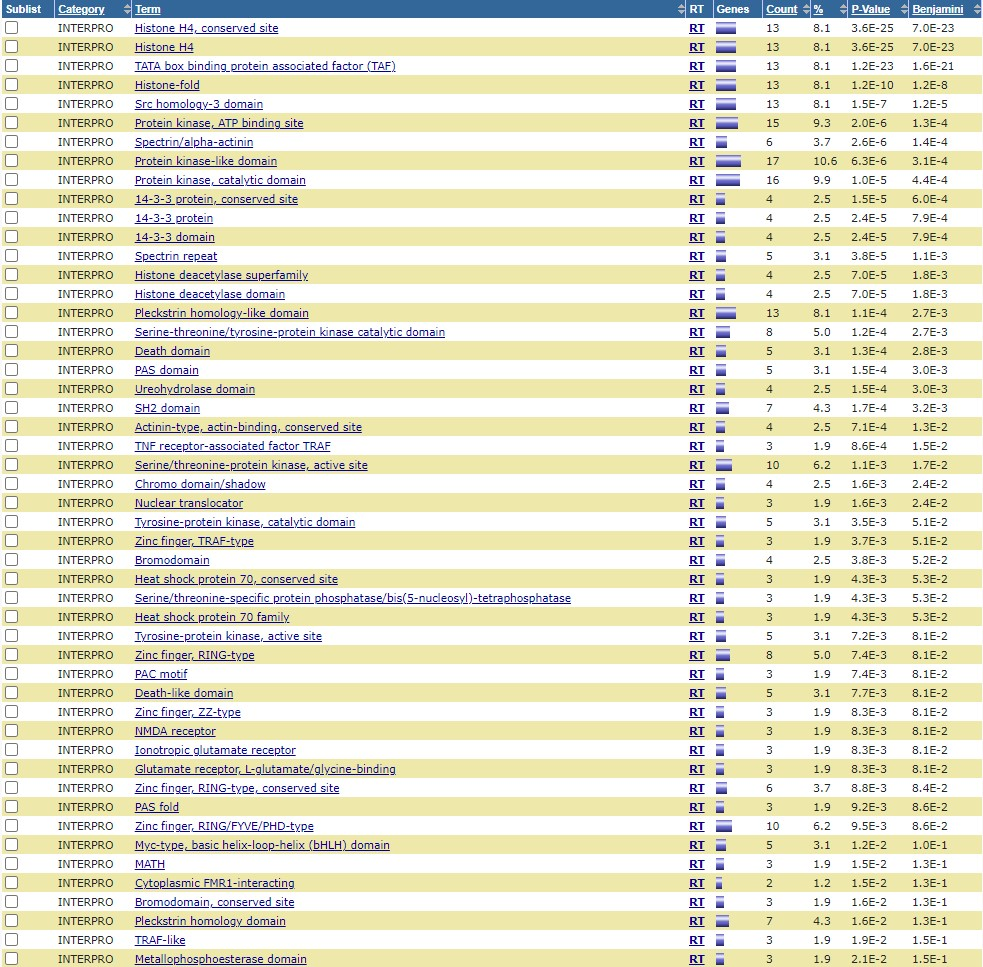 Sublist Category Term RT Genes Count % P-Value Benjamini
INTERPRO Histone H4, conserved site RT 13 8.1 3.6E-25 7.0E-23
INTERPRO Histone H4 RT 13 8.1 3.6E-25 7.0E-23
INTERPRO TATA box binding protein associated factor (TAF) RT 13 8.1 1.2E-23 1.6E-21
INTERPRO Histone-fold RT 13 8.1 1.2E-10 1.2E-8
INTERPRO Src homology-3 domain RT 13 8.1 1.5E-7 1.2E-5
INTERPRO Protein kinase, ATP binding site RT 15 9.3 2.0E-6 1.3E-4
INTERPRO Spectrin/alpha-actinin RT 6 3.7 2.6E-6 1.4E-4
INTERPRO Protein kinase-like domain RT 17 10.6 6.3E-6 3.1E-4
INTERPRO Protein kinase, catalytic domain RT 16 9.9 1.0E-5 4.4E-4
INTERPRO 14-3-3 protein, conserved site RT 4 2.5 1.5E-5 6.0E-4
INTERPRO 14-3-3 protein RT 4 2.5 2.4E-5 7.9E-4
INTERPRO 14-3-3 domain RT 4 2.5 2.4E-5 7.9E-4
INTERPRO Spectrin repeat RT 5 3.1 3.8E-5 1.1E-3
INTERPRO Histone deacetylase superfamily RT 4 2.5 7.0E-5 1.8E-3
INTERPRO Histone deacetylase domain RT 4 2.5 7.0E-5 1.8E-3
INTERPRO Pleckstrin homology-like domain RT 13 8.1 1.1E-4 2.7E-3
INTERPRO Serine-threonine/tyrosine-protein kinase catalytic domain RT 8 5.0 1.2E-4 2.7E-3
INTERPRO Death domain RT 5 3.1 1.3E-4 2.8E-3
INTERPRO PAS domain RT 5 3.1 1.5E-4 3.0E-3
INTERPRO Ureohydrolase domain RT 4 2.5 1.5E-4 3.0E-3
INTERPRO SH2 domain RT 7 4.3 1.7E-4 3.2E-3
INTERPRO Actinin-type, actin-binding, conserved site RT 4 2.5 7.1E-4 1.3E-2
INTERPRO TNF receptor-associated factor TRAF RT 3 1.9 8.6E-4 1.5E-2
INTERPRO Serine/threonine-protein kinase, active site RT 10 6.2 1.1E-3 1.7E-2
INTERPRO Chromo domain/shadow RT 4 2.5 1.6E-3 2.4E-2
INTERPRO Nuclear translocator RT 3 1.9 1.6E-3 2.4E-2
INTERPRO Tyrosine-protein kinase, catalytic domain RT 5 3.1 3.5E-3 5.1E-2
INTERPRO Zinc finger, TRAF-type RT 3 1.9 3.7E-3 5.1E-2
INTERPRO Bromodomain RT 4 2.5 3.8E-3 5.2E-2
INTERPRO Heat shock protein 70, conserved site RT 3 1.9 4.3E-3 5.3E-2
INTERPRO Serine/threonine-specific protein phosphatase/bis(5-nucleosyl)-tetraphosphatase RT 3 1.9 4.3E-3 5.3E-2
INTERPRO Heat shock protein 70 family RT 3 1.9 4.3E-3 5.3E-2
INTERPRO Tyrosine-protein kinase, active site RT 5 3.1 7.2E-3 8.1E-2
INTERPRO Zinc finger, RING-type RT 8 5.0 7.4E-3 8.1E-2
INTERPRO PAC motif RT 3 1.9 7.4E-3 8.1E-2
INTERPRO Death-like domain RT 5 3.1 7.7E-3 8.1E-2
INTERPRO Zinc finger, ZZ-type RT 3 1.9 8.3E-3 8.1E-2
INTERPRO NMDA receptor RT 3 1.9 8.3E-3 8.1E-2
INTERPRO Ionotropic glutamate receptor RT 3 1.9 8.3E-3 8.1E-2
INTERPRO Glutamate receptor, L-glutamate/glycine-binding RT 3 1.9 8.3E-3 8.1E-2
INTERPRO Zinc finger, RING-type, conserved site RT 6 3.7 8.8E-3 8.4E-2
INTERPRO PAS fold RT 3 1.9 9.2E-3 8.6E-2
INTERPRO Zinc finger, RING/FYVE/PHD-type RT 10 6.2 9.5E-3 8.6E-2
INTERPRO Myc-type, basic helix-loop-helix (bHLH) domain RT 5 3.1 1.2E-2 1.0E-1
INTERPRO MATH RT 3 1.9 1.5E-2 1.3E-1
INTERPRO Cytoplasmic FMR1-interacting RT 2 1.2 1.5E-2 1.3E-1
INTERPRO Bromodomain, conserved site RT 3 1.9 1.6E-2 1.3E-1
INTERPRO Pleckstrin homology domain RT 7 4.3 1.6E-2 1.3E-1
INTERPRO TRAF-like RT 3 1.9 1.9E-2 1.5E-1
INTERPRO Metallophosphoesterase domain RT 3 1.9 2.1E-2 1.5E-1